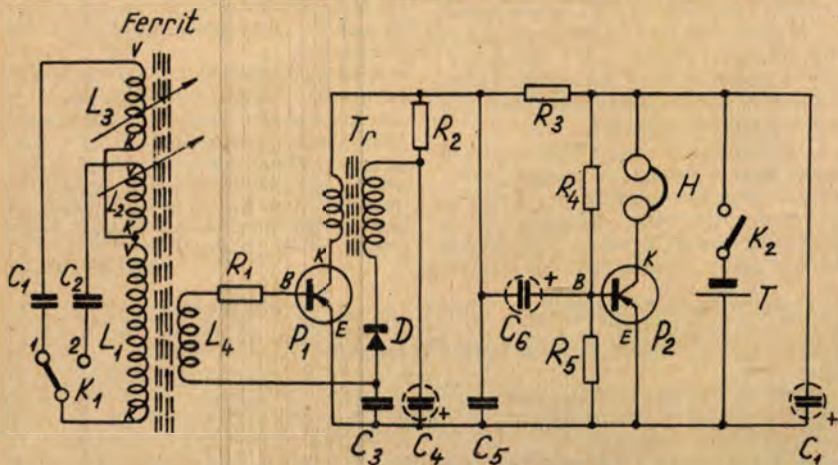 Ferrit
V
L3
K
L2
K
V
L1
K
C1
C2
1
2
K1
L4
R1
B
K
E
P1
Tr
R2
D
C3
C4
+
C5
R3
R4
C6
+
B
K
E
P2
R5
H
K2
T
C1
+